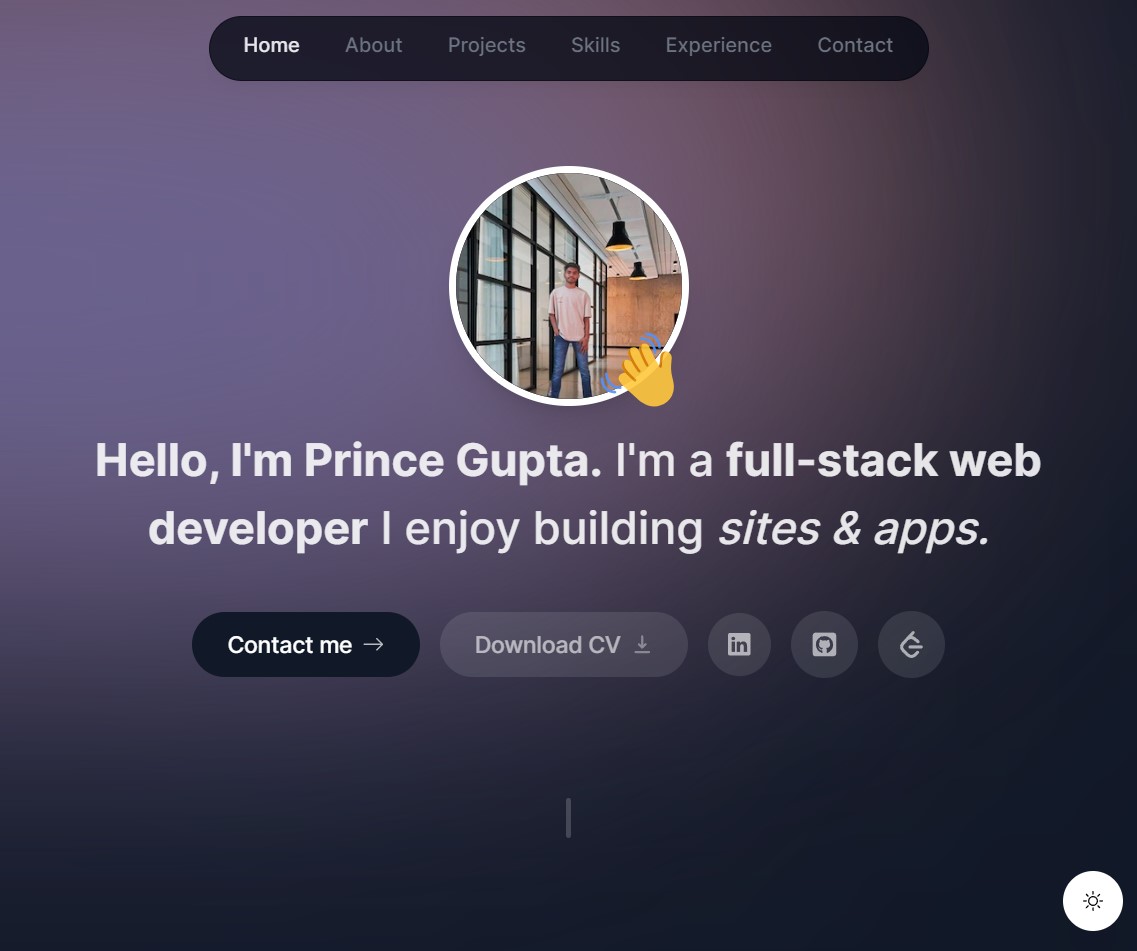 Home About Projects Skills Experience Contact
Hello, I'm Prince Gupta. I'm a full-stack web
developer I enjoy building sites & apps.
Contact me Download CV in